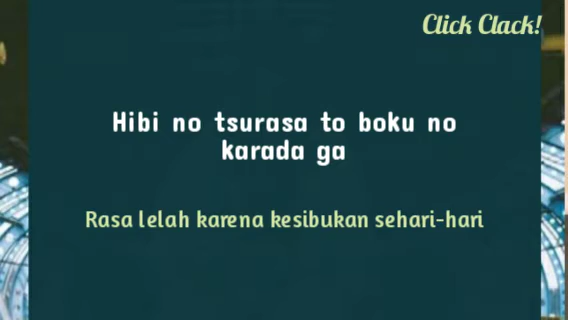 Click Clack!
Hibi no tsurasa to boku no
karada ga
Rasa lelah karena kesibukan sehari-hari